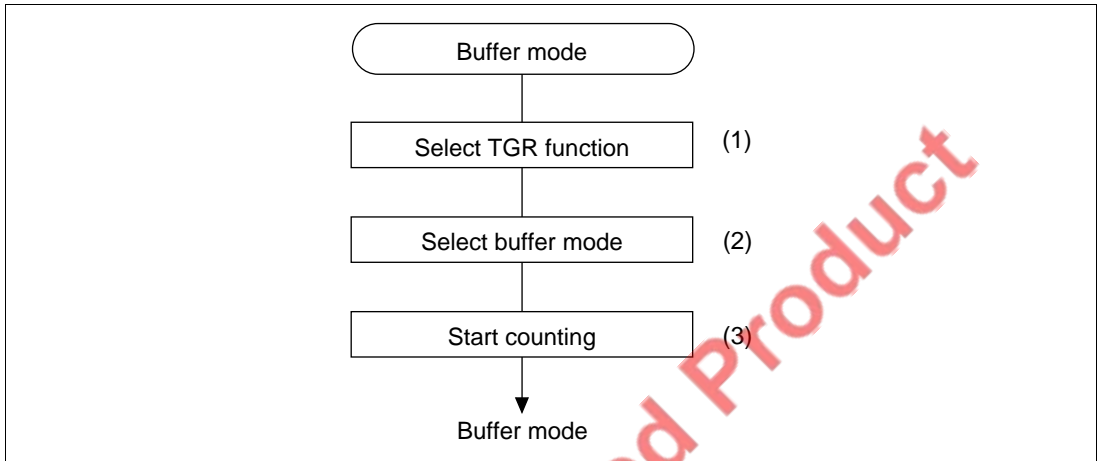 Buffer mode
Select TGR function (1)
Select buffer mode (2)
Start counting (3)
Buffer mode
Product